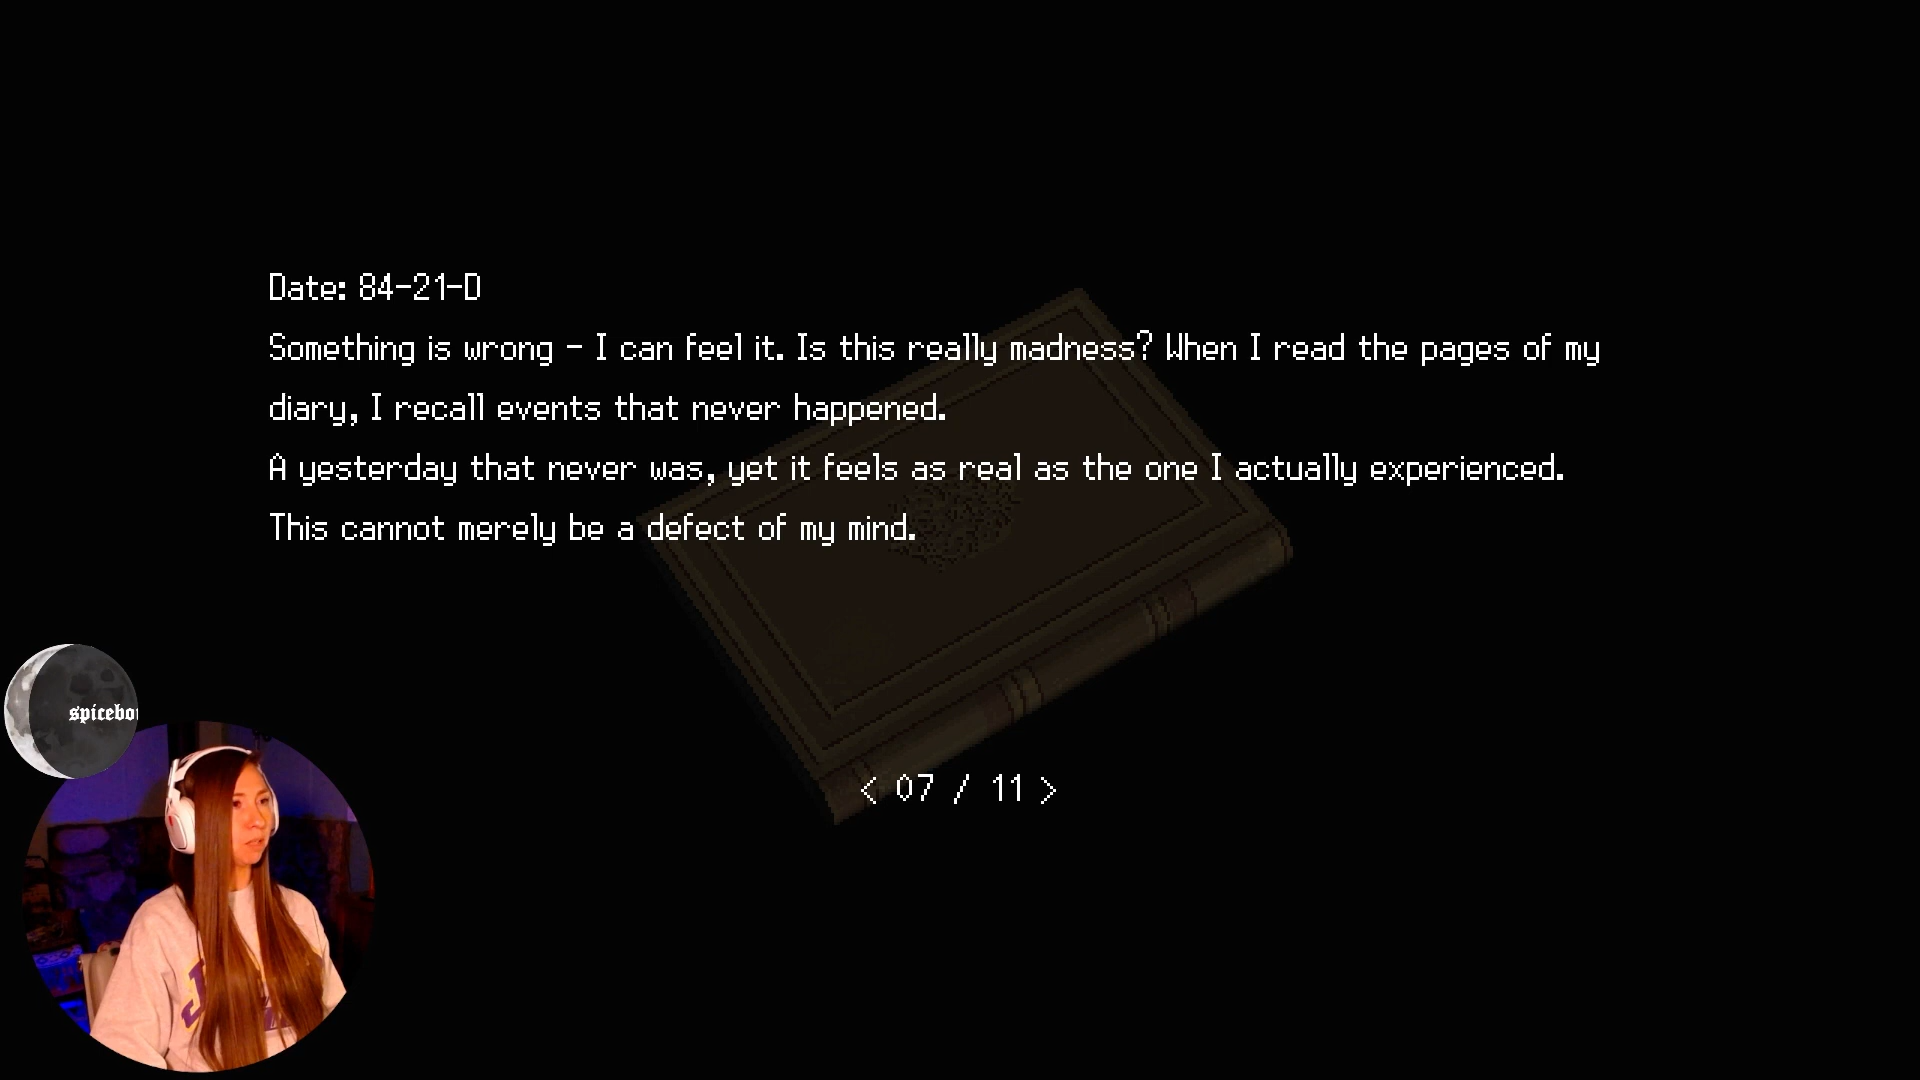 Date: 84-21-D
Something is wrong - I can feel it. Is this really madness? When I read the pages of my
diary, I recall events that never happened.
A yesterday that never was, yet it feels as real as the one I actually experienced.
This cannot merely be a defect of my mind.
spicebo
< 07 / 11 >